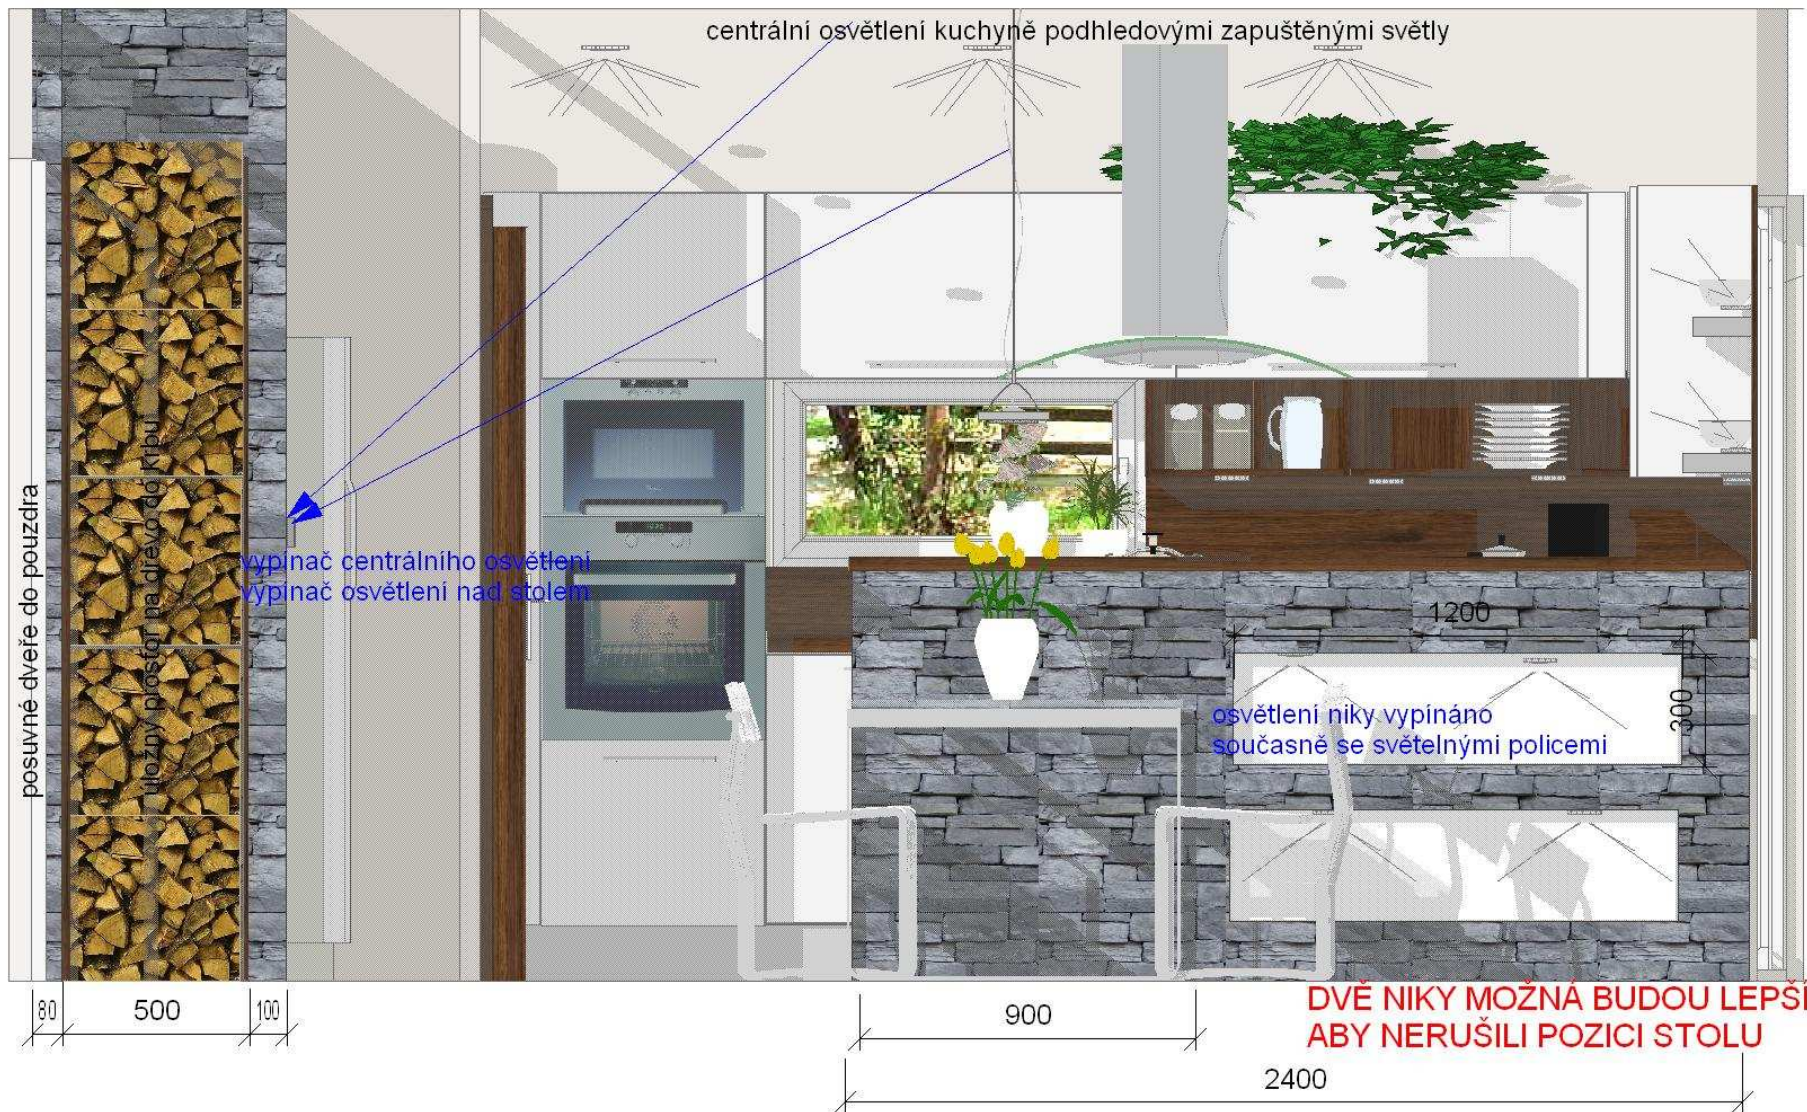 centrální osvětlení kuchyně podhledovými zapuštěnými světly
posuvné dveře do pouzdra
uložný prostor na dřevo do krbu
vypínač centrálního osvětlení
vypínač osvětlení nad stolem
1200
300
osvětlení niky vypínáno
současně se světelnými policemi
80
500
100
900
DVĚ NIKY MOŽNÁ BUDOU LEPŠÍ
ABY NERUŠILI POZICI STOLU
2400